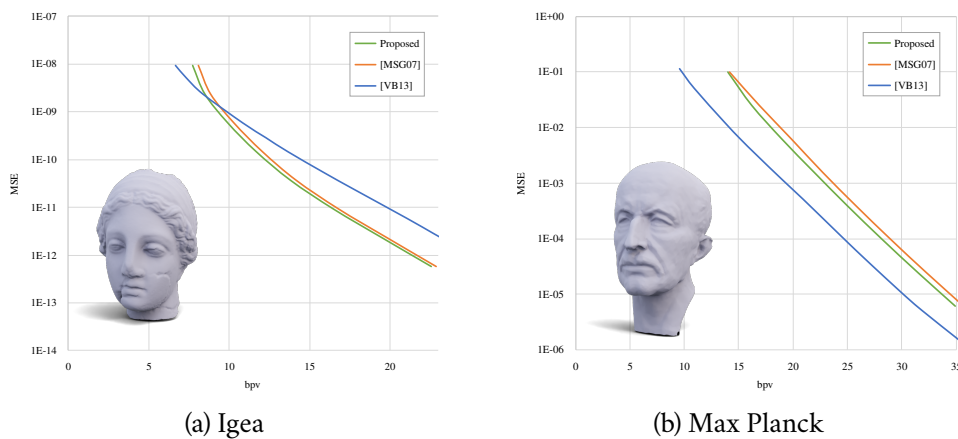 1E-07
1E-08
1E-09
1E-10
1E-11
1E-12
1E-13
1E-14
MSE
0 5 10 15 20
bpv
Proposed
[MSG07]
[VB13]
(a) Igea
1E+00
1E-01
1E-02
1E-03
1E-04
1E-05
1E-06
MSE
0 5 10 15 20 25 30 35
bpv
Proposed
[MSG07]
[VB13]
(b) Max Planck